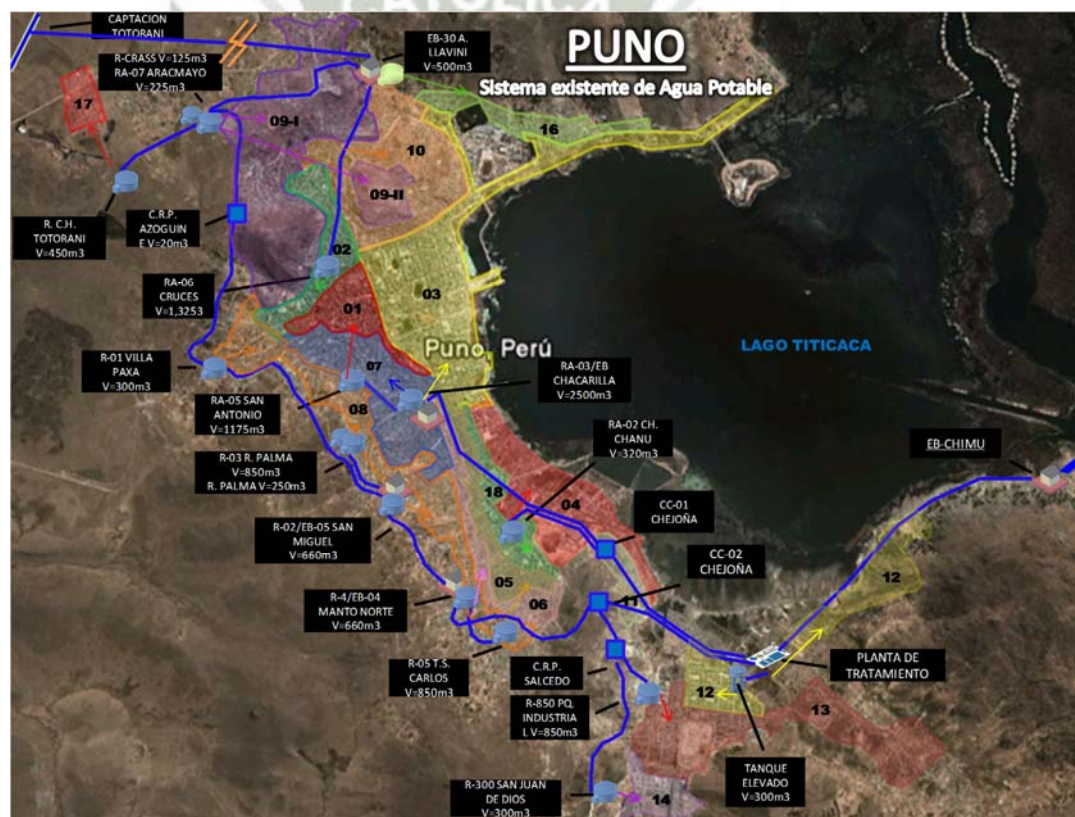 CATOLICA
CAPTACION
TOTORANI
EB-30 A.
LLAVINI
V=500m3
PUNO
Sistema existente de Agua Potable
R-CRASS V=125m3
RA-07 ARACMAYO
V=225m3
17
09-I
10
16
09-II
R. C.H.
TOTORANI
V=450m3
C.R.P.
AZOGUIN
E V=20m3
02
RA-06
CRUCES
V=1,3253
01
03
LAGO TITICACA
Puno, Perú
07
R-01 VILLA
PAXA
V=300m3
RA-03/EB
CHACARILLA
V=2500m3
RA-05 SAN
ANTONIO
V=1175m3
08
RA-02 CH.
CHANU
V=320m3
EB-CHIMU
R-03 R. PALMA
V=850m3
R. PALMA V=250m3
18
04
CC-01
CHEJOÑA
R-02/EB-05 SAN
MIGUEL
V=660m3
CC-02
CHEJOÑA
05
12
R-4/EB-04
MANTO NORTE
V=660m3
06
11
R-05 T.S.
CARLOS
V=850m3
C.R.P.
SALCEDO
PLANTA DE
TRATAMIENTO
12
R-850 PQ.
INDUSTRIA
L V=850m3
13
R-300 SAN JUAN
DE DIOS
V=300m3
14
TANQUE
ELEVADO
V=300m3